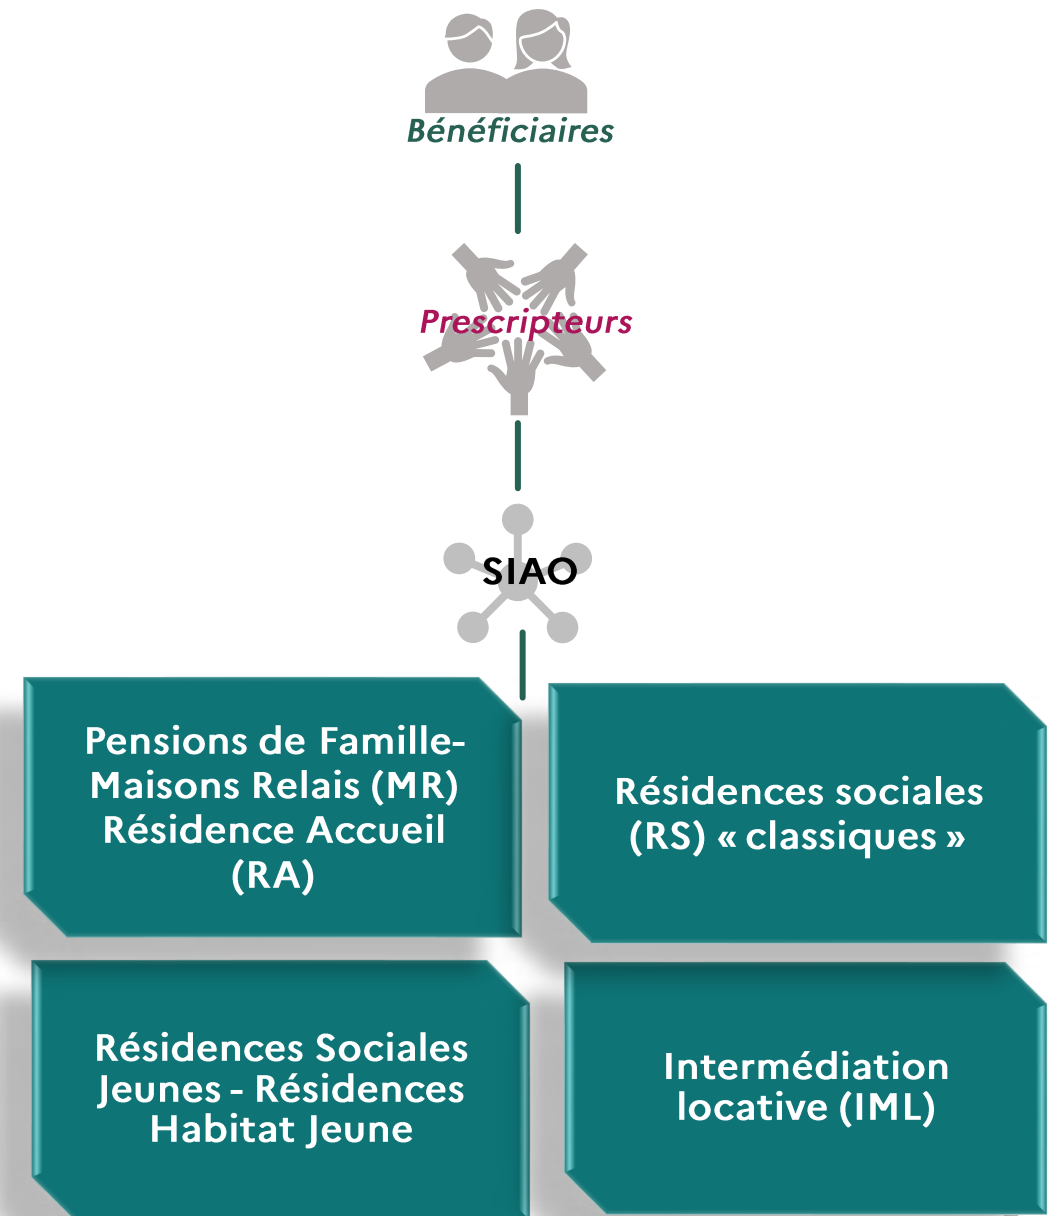 Bénéficiaires
Prescripteurs
SIAO
Pensions de Famille-
Maisons Relais (MR)
Résidence Accueil
(RA)
Résidences sociales
(RS) « classiques »
Résidences Sociales
Jeunes - Résidences
Habitat Jeune
Intermédiation
locative (IML)